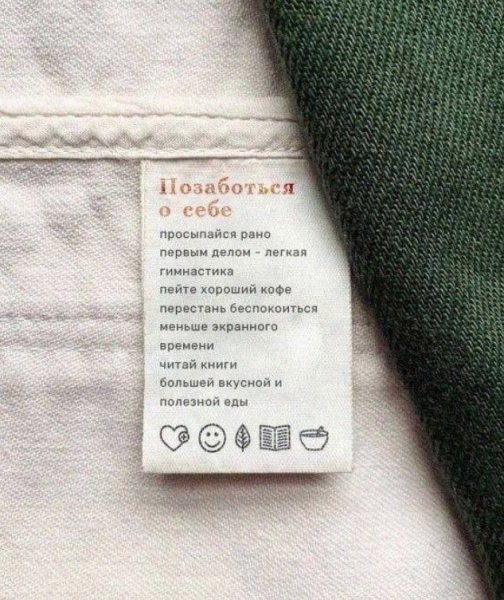 Позаботься
о себе
просыпайся рано
первым делом - легкая
гимнастика
пейте хороший кофе
перестань беспокоиться
меньше экранного
времени
читай книги
большей вкусной и
полезной еды